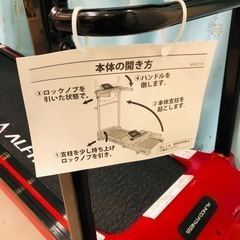 本体の開き方
③ロックノブを
引いた状態で、
④ハンドルを
倒します。
②本体支柱を
起こします。
①支柱を少し持ち上げ
ロックノブを引き、
ALFI